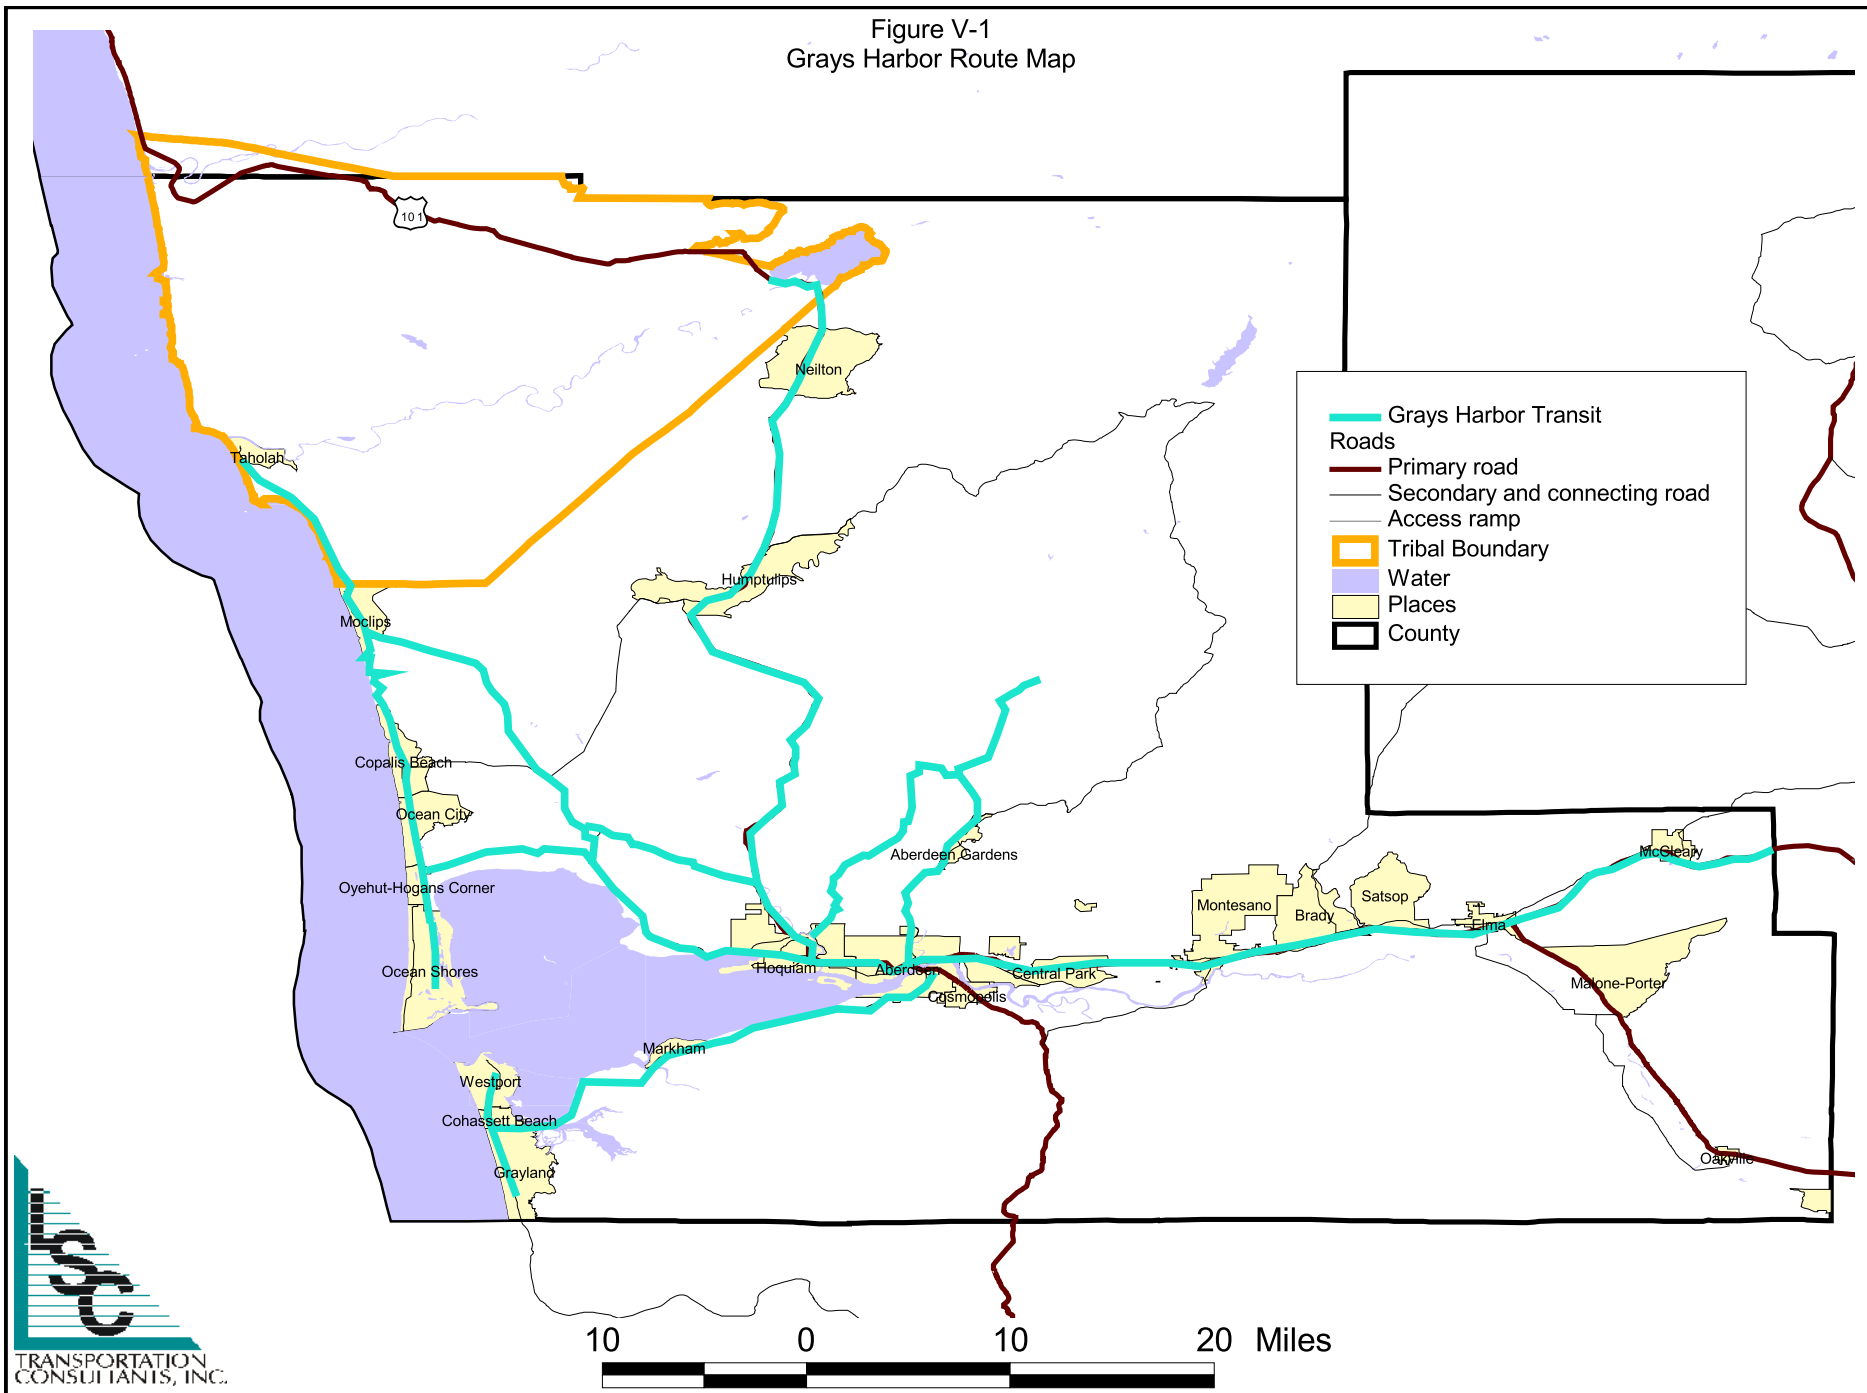 Figure V-1
Grays Harbor Route Map
101
Neilton
Grays Harbor Transit
Roads
Primary road
Secondary and connecting road
Access ramp
Tribal Boundary
Water
Places
County
Taholah
Humptulips
Moclips
Copalis Beach
Ocean City
Aberdeen Gardens
McCleary
Oyehut-Hogans Corner
Montesano
Brady
Satsop
Elma
Ocean Shores
Hoquiam
Aberdeen
Central Park
Malone-Porter
Cosmopolis
Markham
Westport
Cohassett Beach
Grayland
Oakville
LSC
TRANSPORTATION
CONSULTANTS, INC.
10 0 10 20 Miles